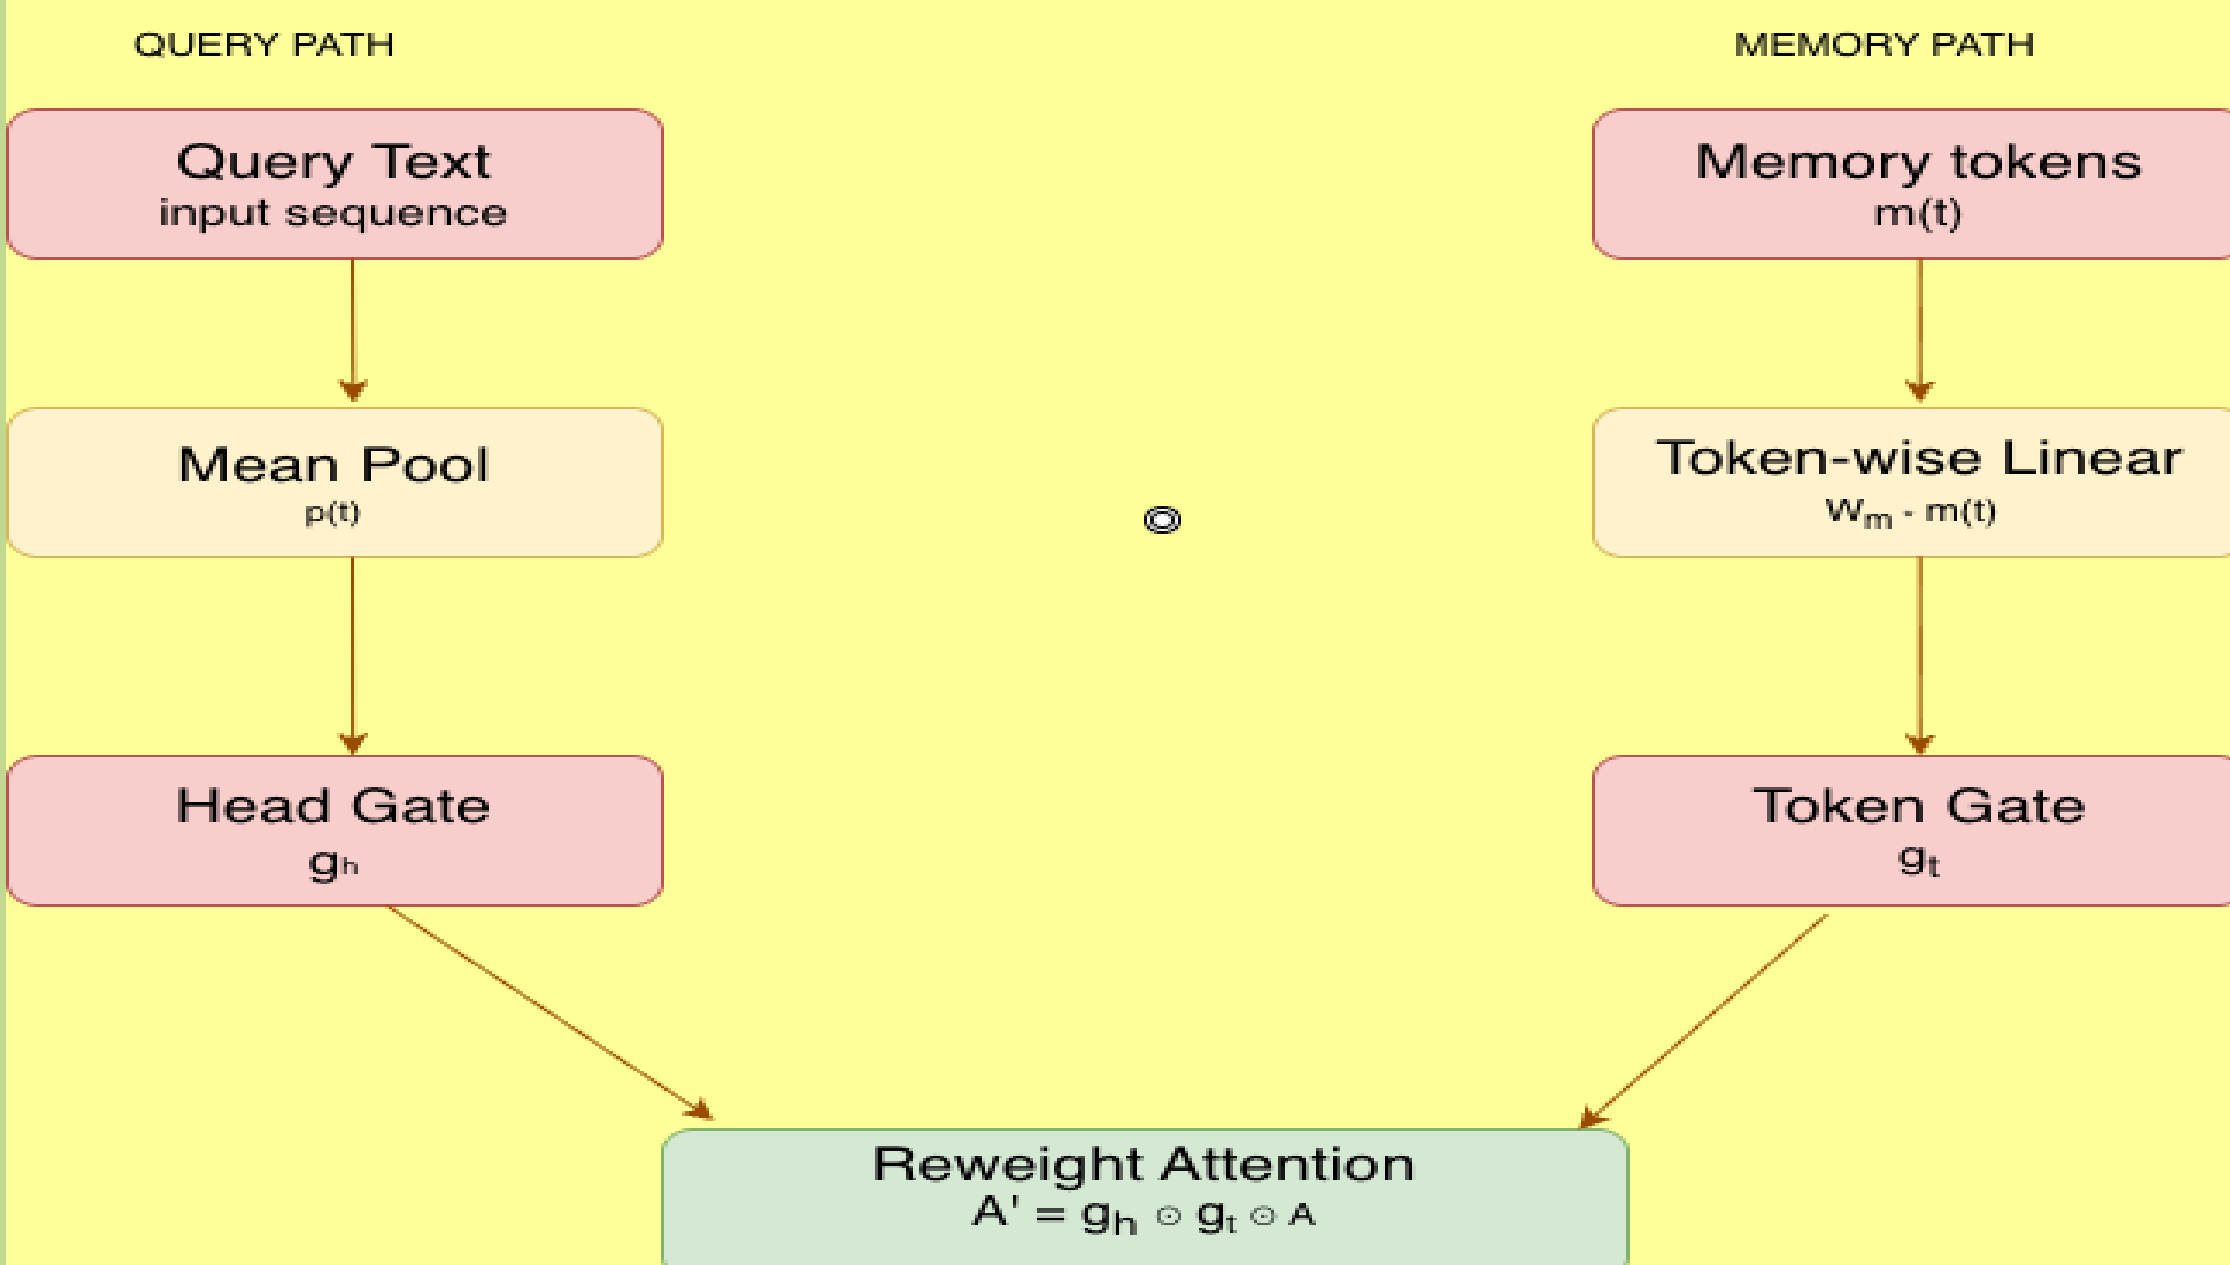 QUERY PATH
Query Text
input sequence
Mean Pool
p(t)
Head Gate
gₕ
MEMORY PATH
Memory tokens
m(t)
Token-wise Linear
Wₘ - m(t)
Token Gate
gₜ
Reweight Attention
A' = gₕ ⊙ gₜ ⊙ A